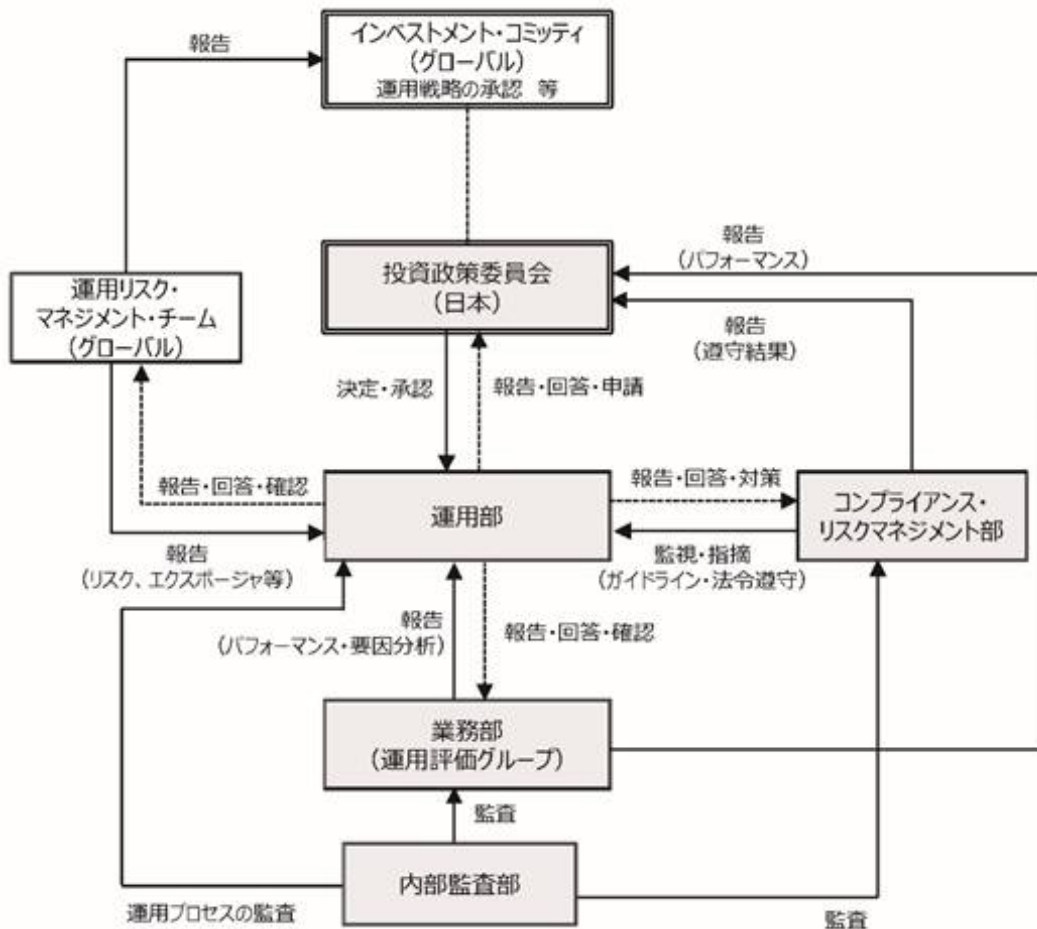 インベストメント・コミッティ
(グローバル)
運用戦略の承認 等
報告
報告
(パフォーマンス)
投資政策委員会
(日本)
運用リスク・
マネジメント・チーム
(グローバル)
報告
(遵守結果)
決定・承認
報告・回答・申請
報告・回答・確認
報告・回答・対策
運用部
コンプライアンス・
リスクマネジメント部
報告
(リスク、エクスポージャ等)
監視・指摘
(ガイドライン・法令遵守)
報告
(パフォーマンス・要因分析)
報告・回答・確認
業務部
(運用評価グループ)
監査
内部監査部
運用プロセスの監査
監査